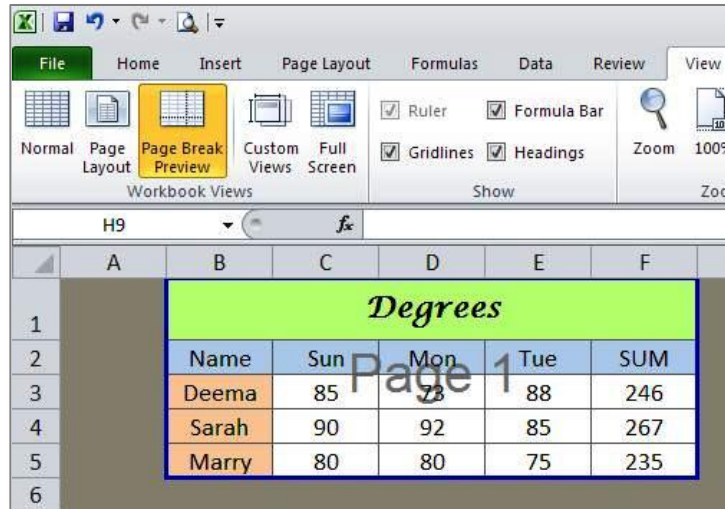 File Home Insert Page Layout Formulas Data Review View
Normal Page Layout Page Break Preview Custom Views Full Screen Ruler Formula Bar Gridlines Headings Zoom 100%
Workbook Views Show
H9 fx
A B C D E F
1 Degrees
2 Name Sun Mon Tue SUM
Page 1
3 Deema 85 73 88 246
4 Sarah 90 92 85 267
5 Marry 80 80 75 235
6